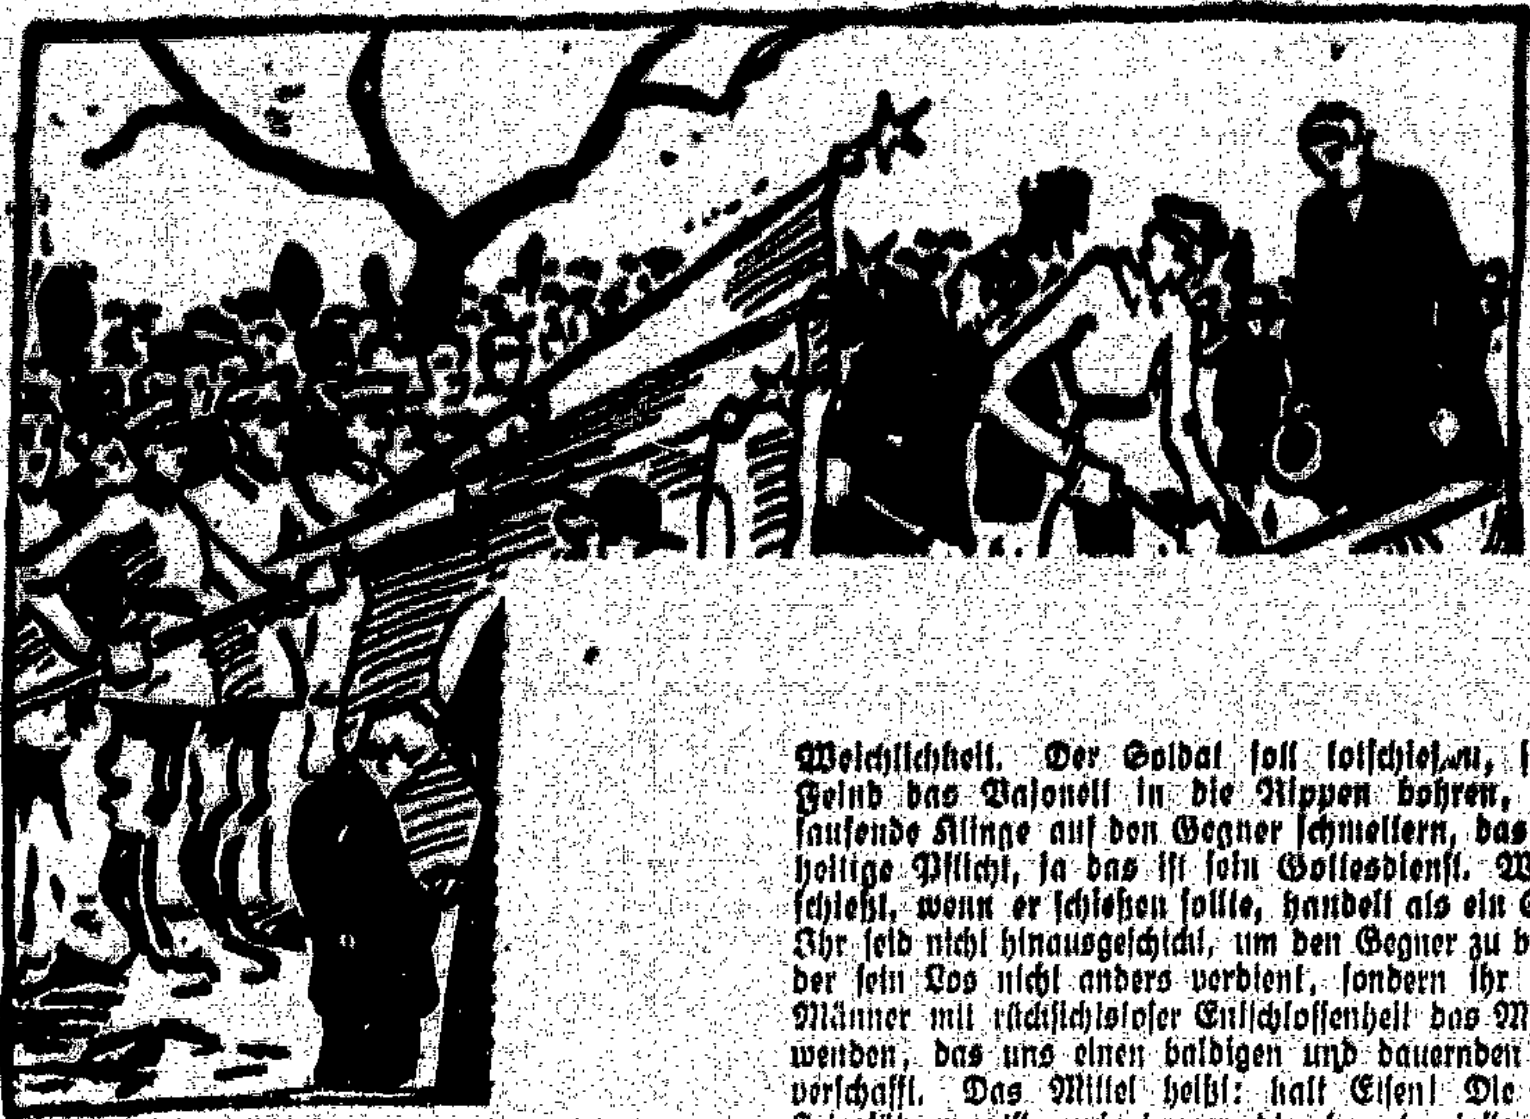 Weichlichkeit. Der Soldat soll totschießen,
Feind das Bajonett in die Rippen bohren,
sausende Klinge auf den Gegner schmettern, das
heilige Pflicht, ja das ist sein Gottesdienst.
schießt, wenn er schießen sollte, handelt als ein
Ihr seid nicht hinausgeschickt, um den Gegner zu
der sein Los nicht anders verdient, sondern ihr
Männer mit rücksichtsloser Entschlossenheit das
wenden, das uns einen baldigen und dauernden
verschafft. Das Mittel heißt: kalt Eisen! Die